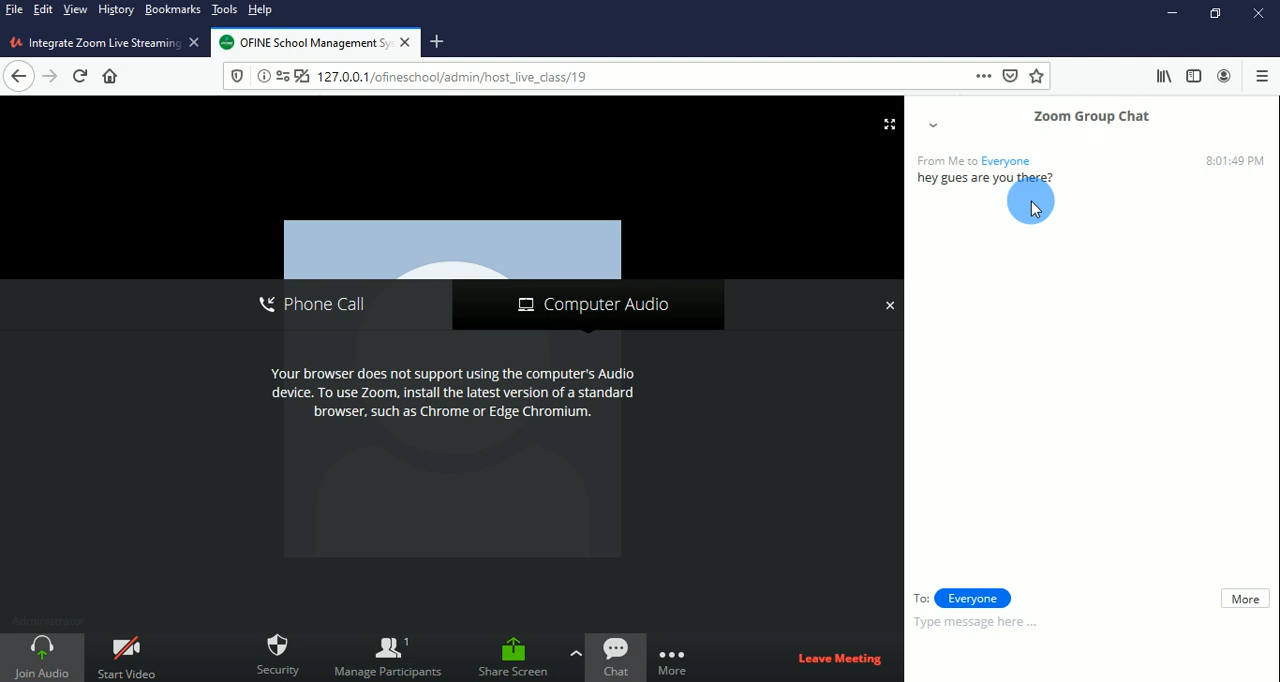 File Edit View History Bookmarks Tools Help
Integrate Zoom Live Streaming
OFINE School Management Sys
127.0.0.1/ofineschool/admin/host_live_class/19
Zoom Group Chat
From Me to Everyone 8:01:49 PM
hey gues are you there?
Phone Call
Computer Audio
Your browser does not support using the computer's Audio
device. To use Zoom, install the latest version of a standard
browser, such as Chrome or Edge Chromium.
To: Everyone More
Type message here ...
Administrator
Join Audio
Start Video
Security
1
Manage Participants
Share Screen
Chat
More
Leave Meeting